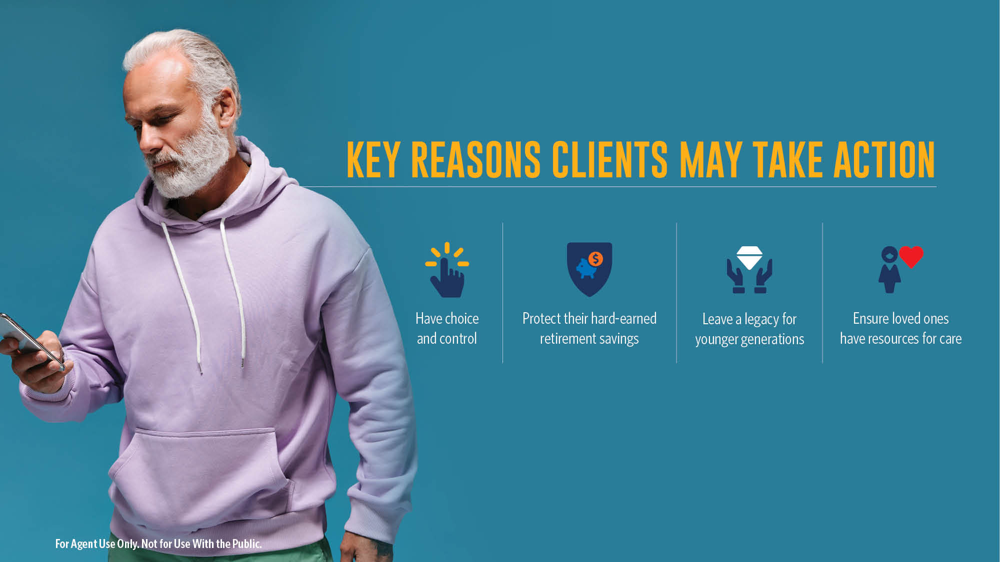 KEY REASONS CLIENTS MAY TAKE ACTION
$
Have choice
and control
Protect their hard-earned
retirement savings
Leave a legacy for
younger generations
Ensure loved ones
have resources for care
For Agent Use Only. Not for Use With the Public.